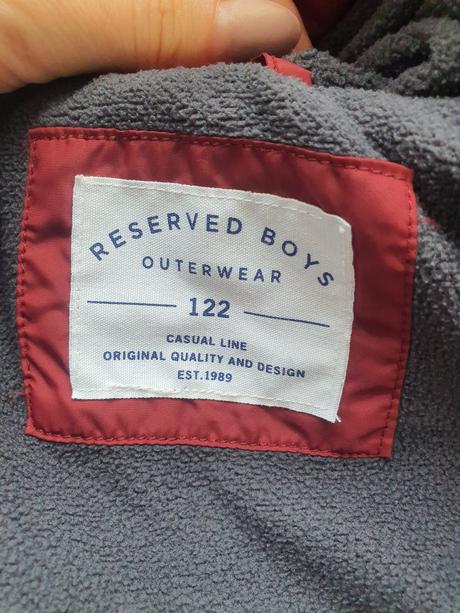 RESERVED BOYS
OUTERWEAR
122
CASUAL LINE
ORIGINAL QUALITY AND DESIGN
EST.1989